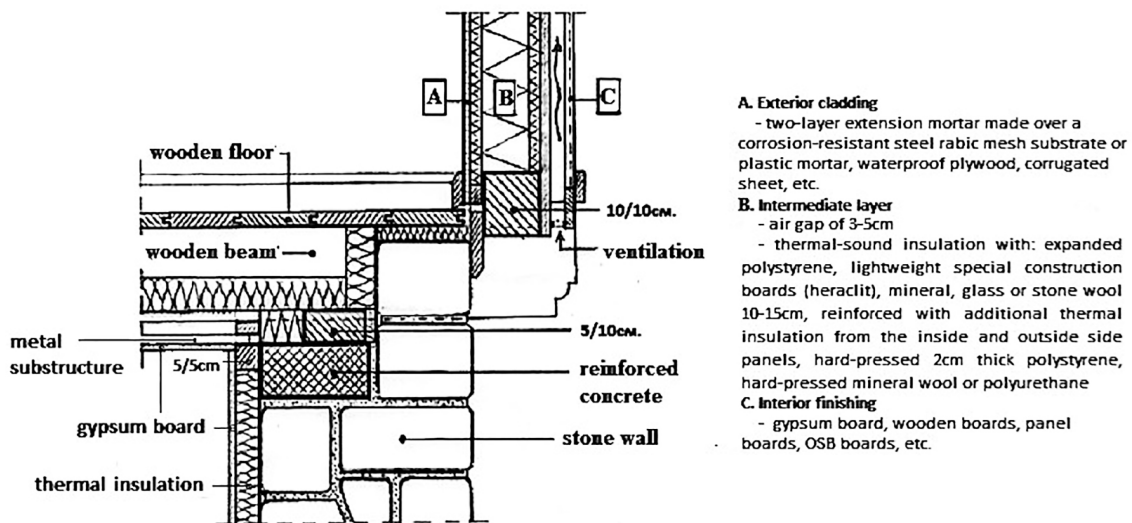 A
B
C
wooden floor
10/10см.
wooden beam
ventilation
metal
substructure
5/5cm
5/10см.
reinforced
concrete
gypsum board
stone wall
thermal insulation
A. Exterior cladding
- two-layer extension mortar made over a
corrosion-resistant steel rabic mesh substrate or
plastic mortar, waterproof plywood, corrugated
sheet, etc.
B. Intermediate layer
- air gap of 3-5cm
- thermal-sound insulation with: expanded
polystyrene, lightweight special construction
boards (heraclit), mineral, glass or stone wool
10-15cm, reinforced with additional thermal
insulation from the inside and outside side
panels, hard-pressed 2cm thick polystyrene,
hard-pressed mineral wool or polyurethane
C. Interior finishing
- gypsum board, wooden boards, panel
boards, OSB boards, etc.